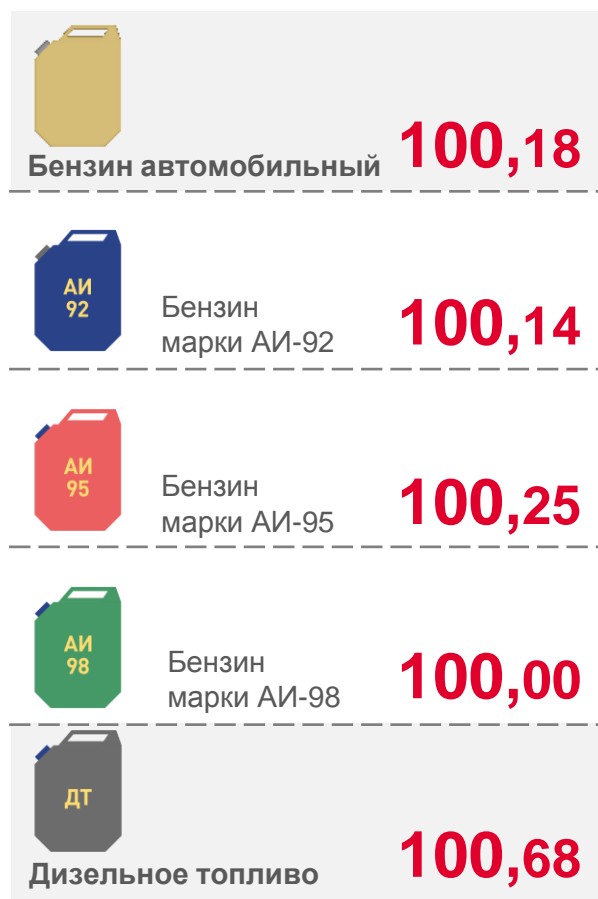 Бензин автомобильный 100,18
АИ
92
Бензин
марки АИ-92
100,14
АИ
95
Бензин
марки АИ-95
100,25
АИ
98
Бензин
марки АИ-98
100,00
ДТ
Дизельное топливо 100,68